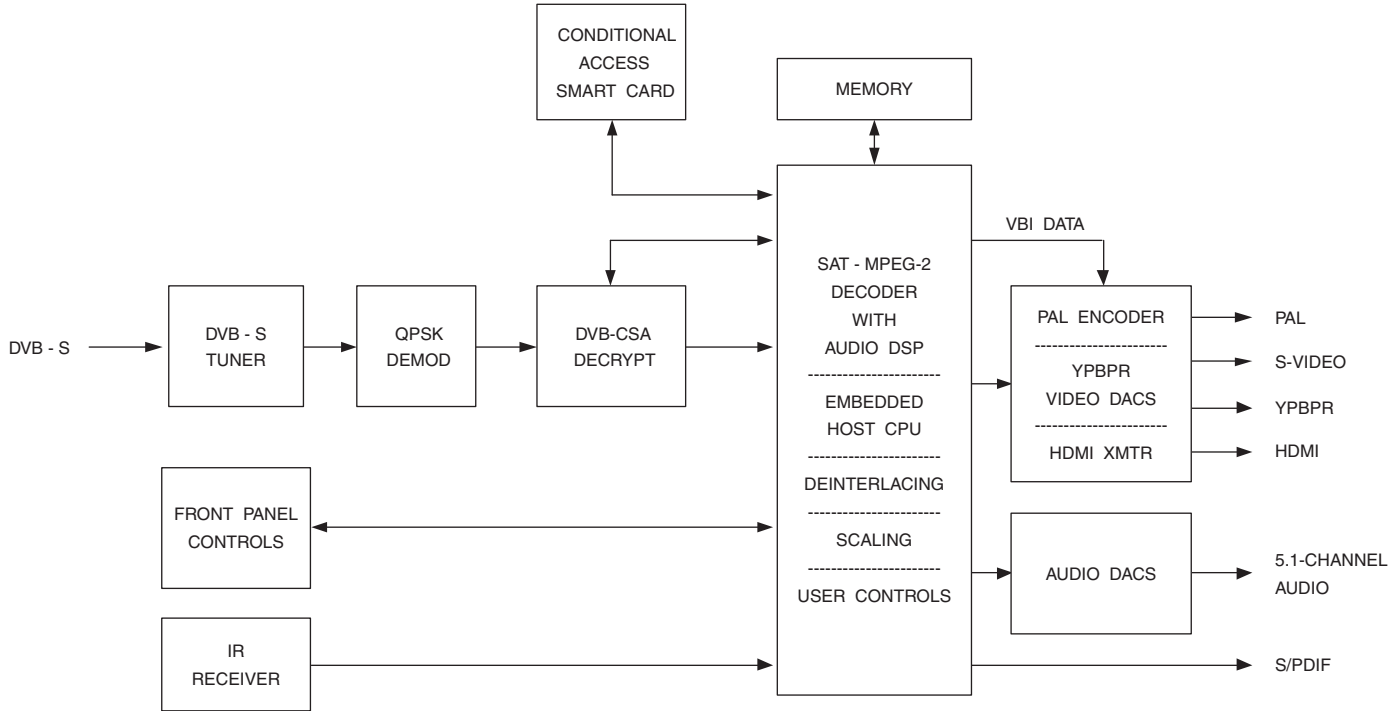 CONDITIONAL
ACCESS
SMART CARD
MEMORY
VBI DATA
DVB - S
DVB - S
TUNER
QPSK
DEMOD
DVB-CSA
DECRYPT
SAT - MPEG-2
DECODER
WITH
AUDIO DSP
EMBEDDED
HOST CPU
DEINTERLACING
SCALING
USER CONTROLS
PAL ENCODER
YPBPR
VIDEO DACS
HDMI XMTR
PAL
S-VIDEO
YPBPR
HDMI
FRONT PANEL
CONTROLS
AUDIO DACS
5.1-CHANNEL
AUDIO
IR
RECEIVER
S/PDIF